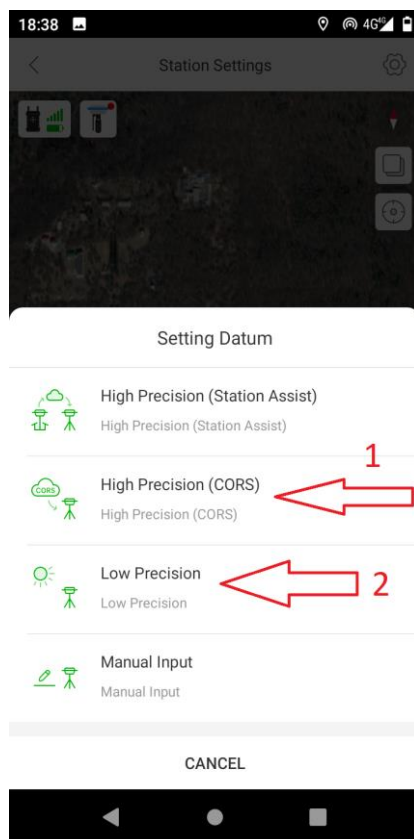 18:38 4G 4G
Station Settings
Setting Datum
High Precision (Station Assist)
High Precision (Station Assist)
1
High Precision (CORS)
CORS
High Precision (CORS)
Low Precision
2
Low Precision
Manual Input
Manual Input
CANCEL